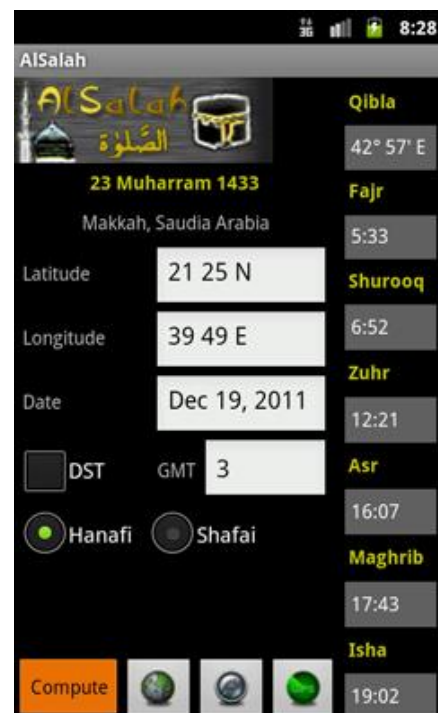 3G 8:28
AlSalah
AlSalah
الصَّلوٰة
23 Muharram 1433
Makkah, Saudia Arabia
Latitude 21 25 N
Longitude 39 49 E
Date Dec 19, 2011
DST GMT 3
Hanafi Shafai
Compute
Qibla
42° 57' E
Fajr
5:33
Shurooq
6:52
Zuhr
12:21
Asr
16:07
Maghrib
17:43
Isha
19:02